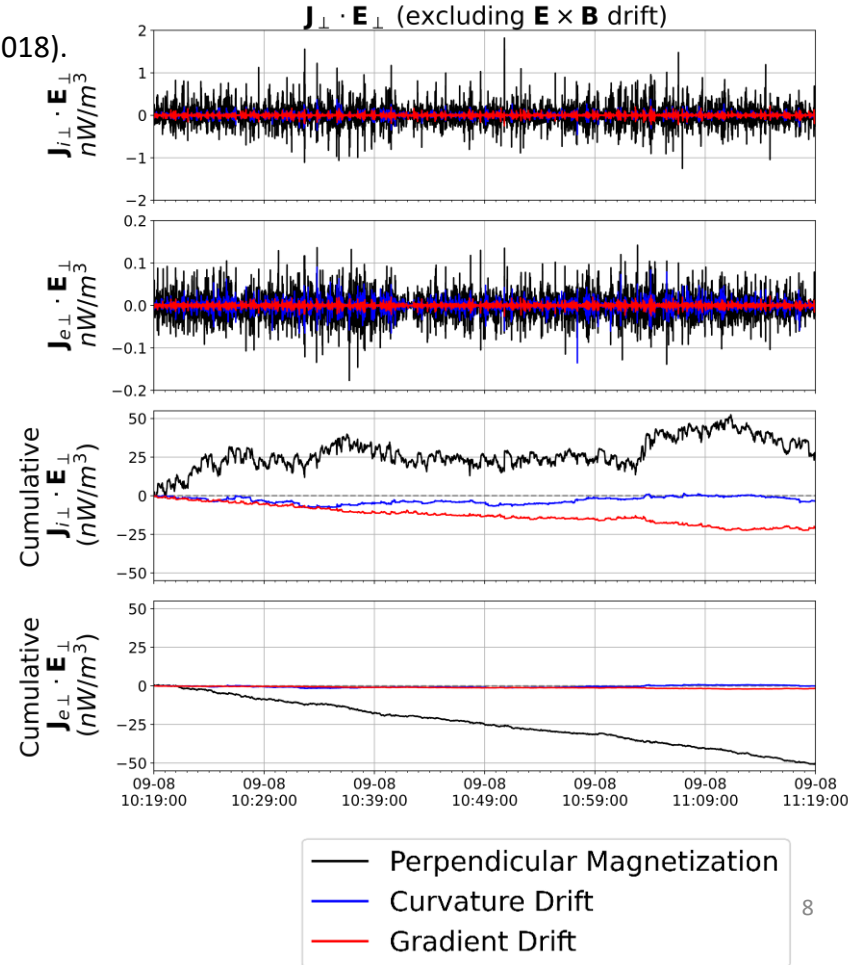 J⊥ · E⊥ (excluding E × B drift)
018).
2
1
0
−1
−2
Ji⊥ · E⊥
nW/m³
0.2
0.1
0.0
−0.1
−0.2
Je⊥ · E⊥
nW/m³
50
25
0
−25
−50
Cumulative
Ji⊥ · E⊥
(nW/m³)
50
25
0
−25
−50
Cumulative
Je⊥ · E⊥
(nW/m³)
09-08 09-08 09-08 09-08 09-08 09-08 09-08
10:19:00 10:29:00 10:39:00 10:49:00 10:59:00 11:09:00 11:19:00
Perpendicular Magnetization
Curvature Drift
Gradient Drift
8